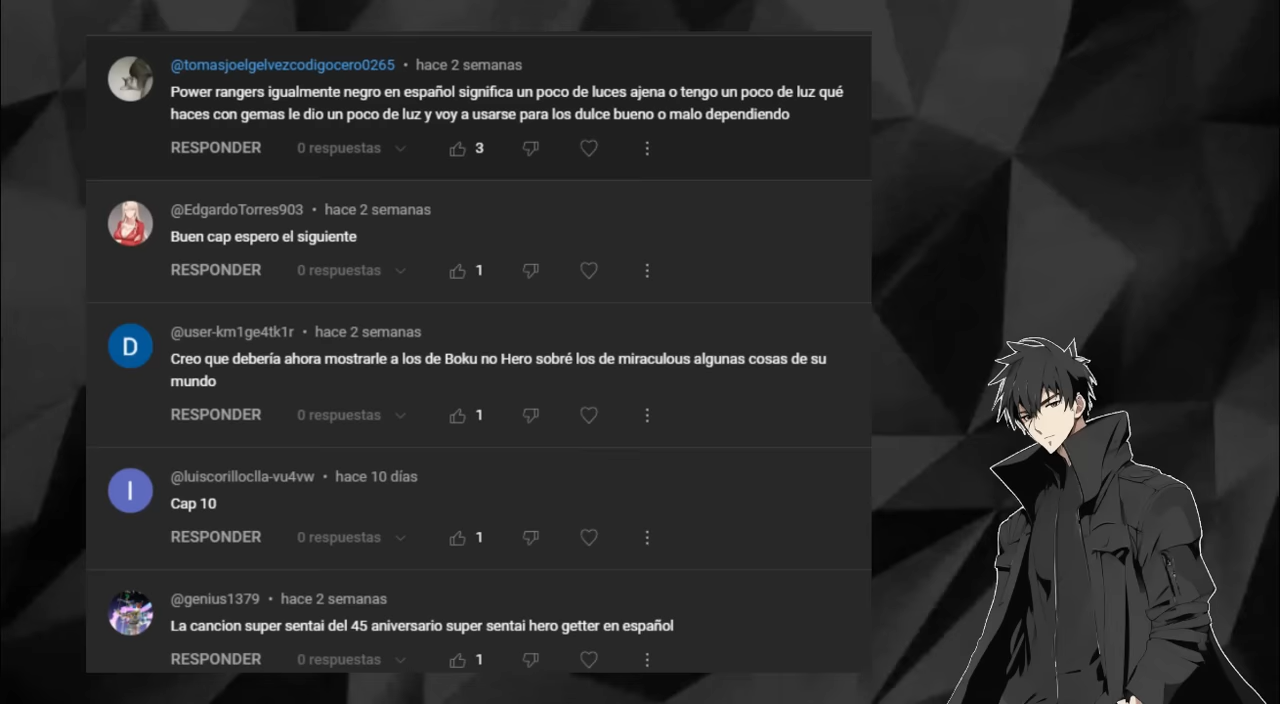 @tomasjoelgelvezcodigocero0265 • hace 2 semanas
Power rangers igualmente negro en español significa un poco de luces ajena o tengo un poco de luz qué
haces con gemas le dio un poco de luz y voy a usarse para los dulce bueno o malo dependiendo
RESPONDER 0 respuestas 3
@EdgardoTorres903 • hace 2 semanas
Buen cap espero el siguiente
RESPONDER 0 respuestas 1
D
@user-km1ge4tk1r • hace 2 semanas
Creo que debería ahora mostrarle a los de Boku no Hero sobré los de miraculous algunas cosas de su
mundo
RESPONDER 0 respuestas 1
l
@luiscorilloclla-vu4vw • hace 10 días
Cap 10
RESPONDER 0 respuestas 1
@genius1379 • hace 2 semanas
La cancion super sentai del 45 aniversario super sentai hero getter en español
RESPONDER 0 respuestas 1